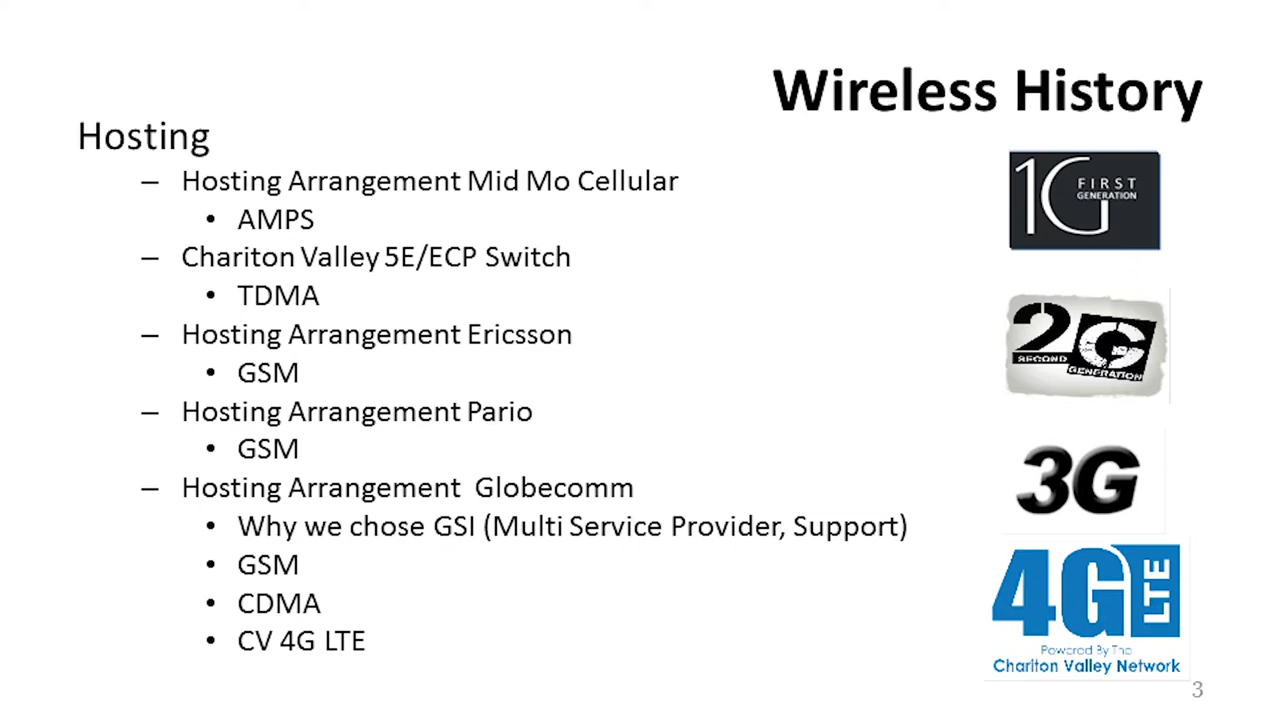 Wireless History
Hosting
– Hosting Arrangement Mid Mo Cellular
• AMPS
– Chariton Valley 5E/ECP Switch
• TDMA
– Hosting Arrangement Ericsson
• GSM
– Hosting Arrangement Pario
• GSM
– Hosting Arrangement  Globecomm
• Why we chose GSI (Multi Service Provider, Support)
• GSM
• CDMA
• CV 4G LTE
1G FIRST
GENERATION
2G
SECOND
GENERATION
3G
4G LTE
Powered By The
Chariton Valley Network
3